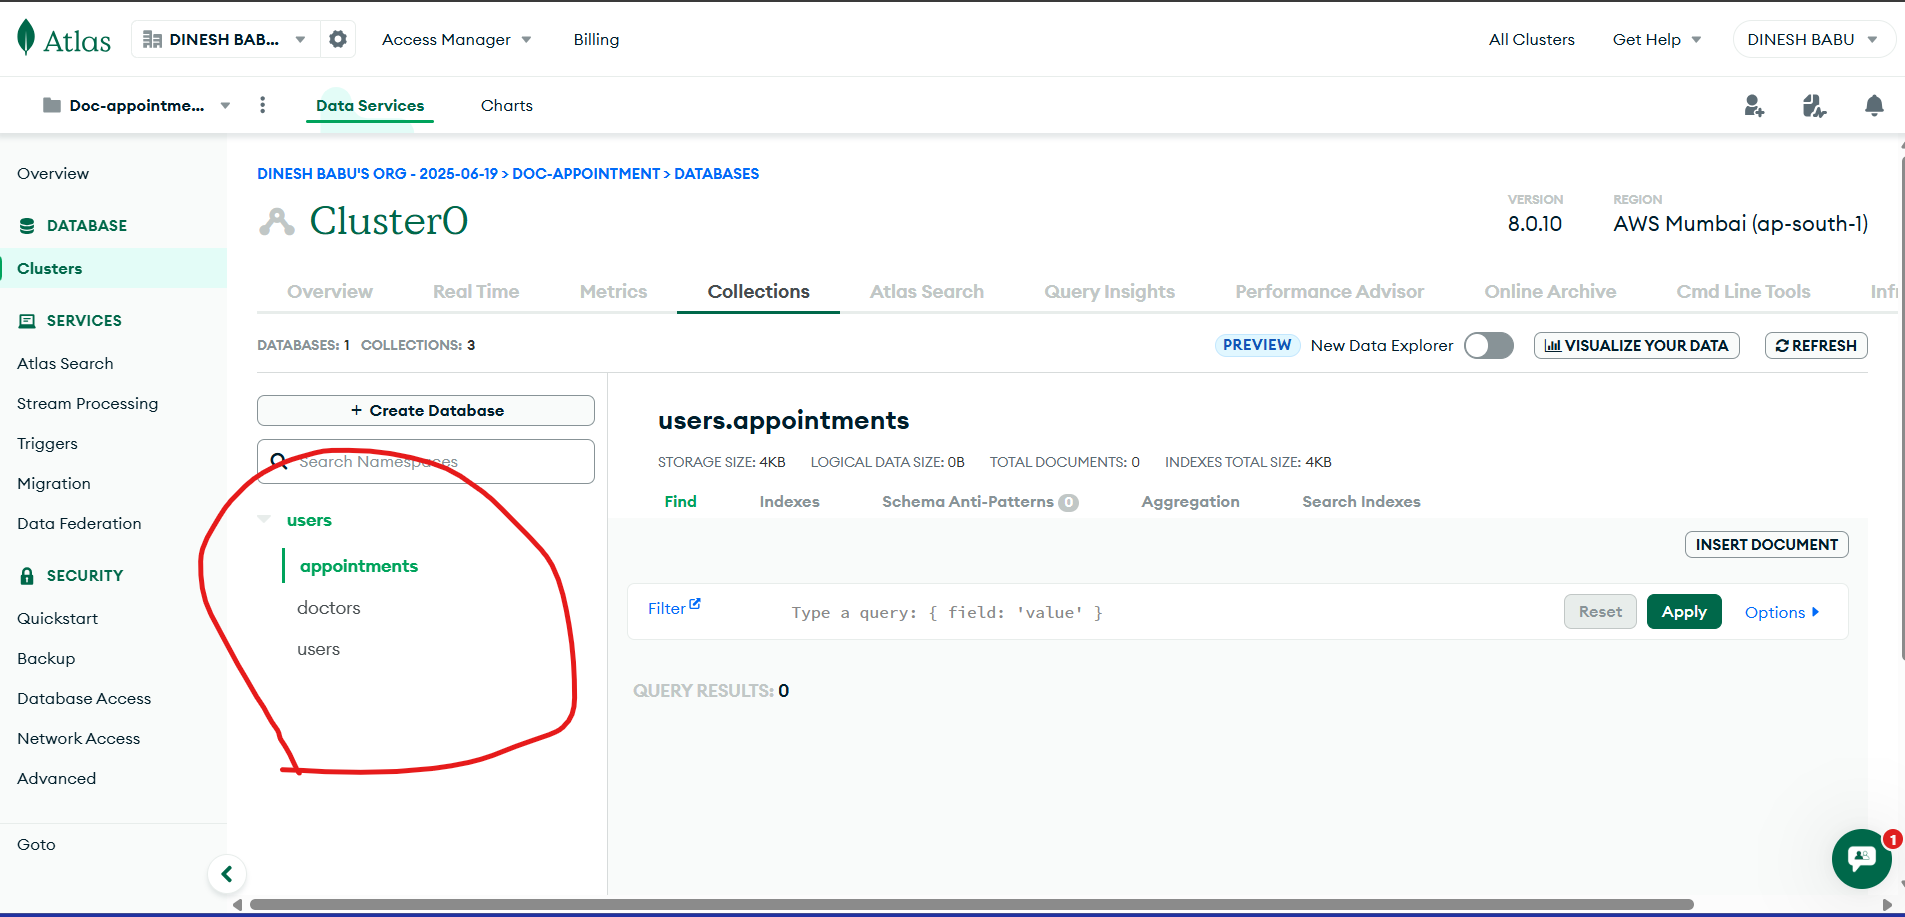 Atlas
DINESH BAB...
Access Manager
Billing
All Clusters
Get Help
DINESH BABU
Doc-appointme...
Data Services
Charts
Overview
DATABASE
Clusters
SERVICES
Atlas Search
Stream Processing
Triggers
Migration
Data Federation
SECURITY
Quickstart
Backup
Database Access
Network Access
Advanced
Goto
DINESH BABU'S ORG - 2025-06-19 > DOC-APPOINTMENT > DATABASES
Cluster0
VERSION
8.0.10
REGION
AWS Mumbai (ap-south-1)
Overview
Real Time
Metrics
Collections
Atlas Search
Query Insights
Performance Advisor
Online Archive
Cmd Line Tools
Inf
DATABASES: 1 COLLECTIONS: 3
PREVIEW
New Data Explorer
VISUALIZE YOUR DATA
REFRESH
+ Create Database
Search Namespaces
users
appointments
doctors
users
users.appointments
STORAGE SIZE: 4KB LOGICAL DATA SIZE: 0B TOTAL DOCUMENTS: 0 INDEXES TOTAL SIZE: 4KB
Find
Indexes
Schema Anti-Patterns 0
Aggregation
Search Indexes
INSERT DOCUMENT
Filter
Type a query: { field: 'value' }
Reset
Apply
Options
QUERY RESULTS: 0
1